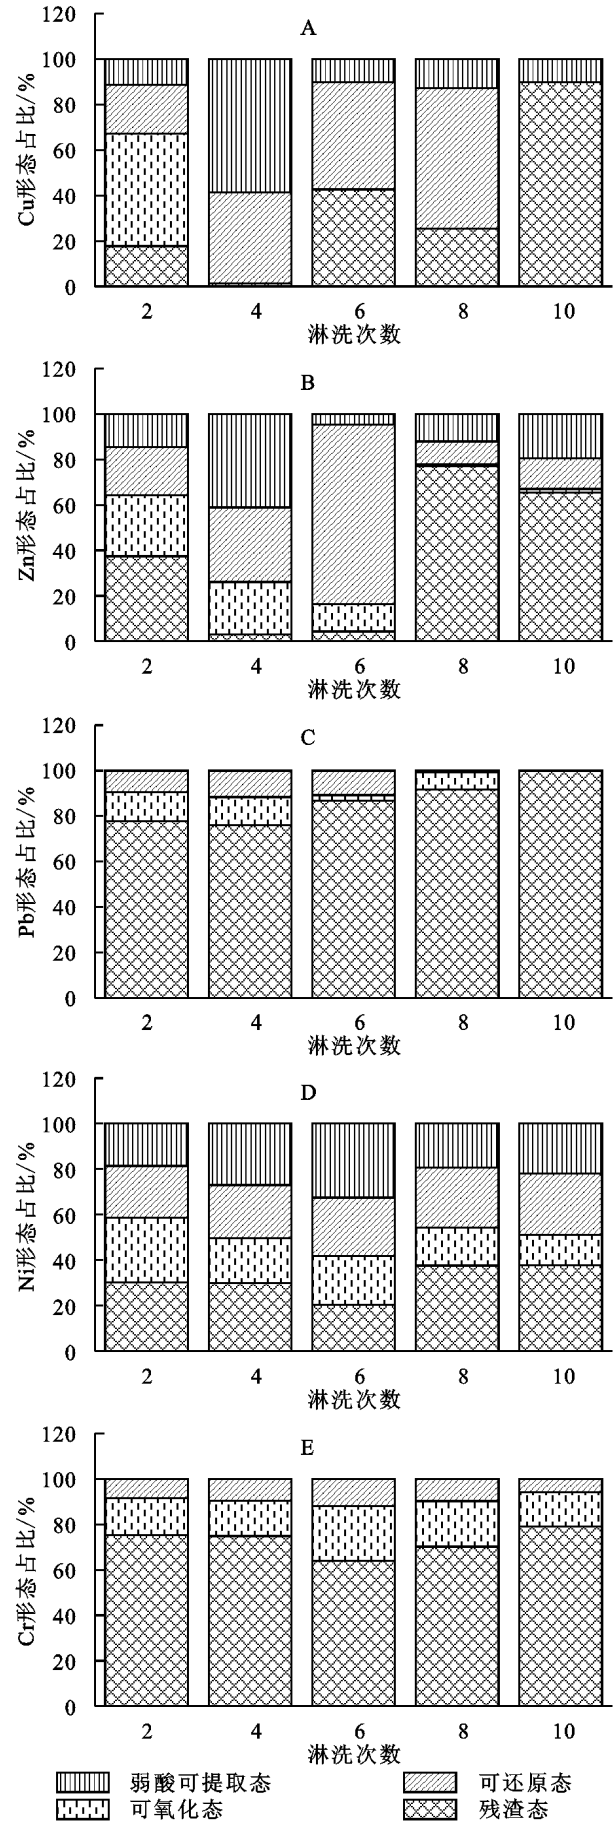 A
Cu形态占比/%
120
100
80
60
40
20
0
2 4 6 8 10
淋洗次数
B
Zn形态占比/%
120
100
80
60
40
20
0
2 4 6 8 10
淋洗次数
C
Pb形态占比/%
120
100
80
60
40
20
0
2 4 6 8 10
淋洗次数
D
Ni形态占比/%
120
100
80
60
40
20
0
2 4 6 8 10
淋洗次数
E
Cr形态占比/%
120
100
80
60
40
20
0
2 4 6 8 10
淋洗次数
弱酸可提取态 可还原态
可氧化态 残渣态